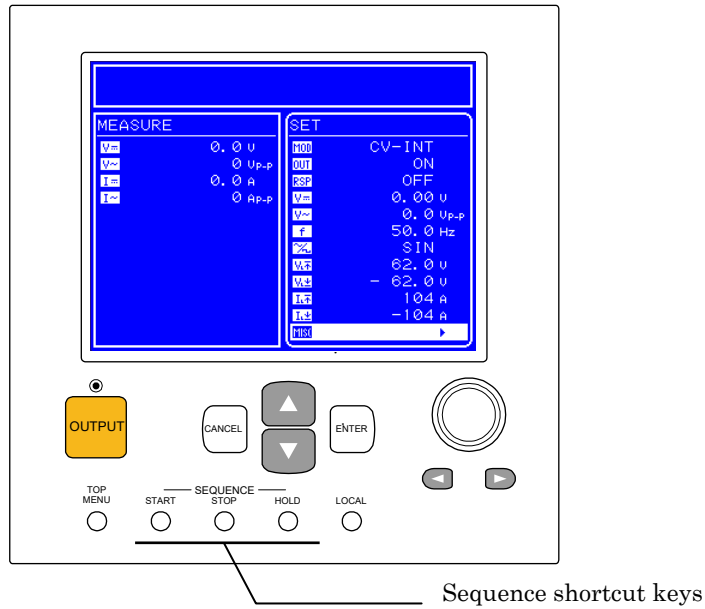 MEASURE
V= 0.0 V
V~ 0 Vp-p
I= 0.0 A
I~ 0 Ap-p
SET
MOD CV-INT
OUT ON
RSP OFF
V= 0.00 V
V~ 0.0 Vp-p
f 50.0 Hz
SIN
V 62.0 V
V - 62.0 V
I 104 A
I -104 A
MISC
OUTPUT
CANCEL
ENTER
TOP
MENU
SEQUENCE
START
STOP
HOLD
LOCAL
Sequence shortcut keys